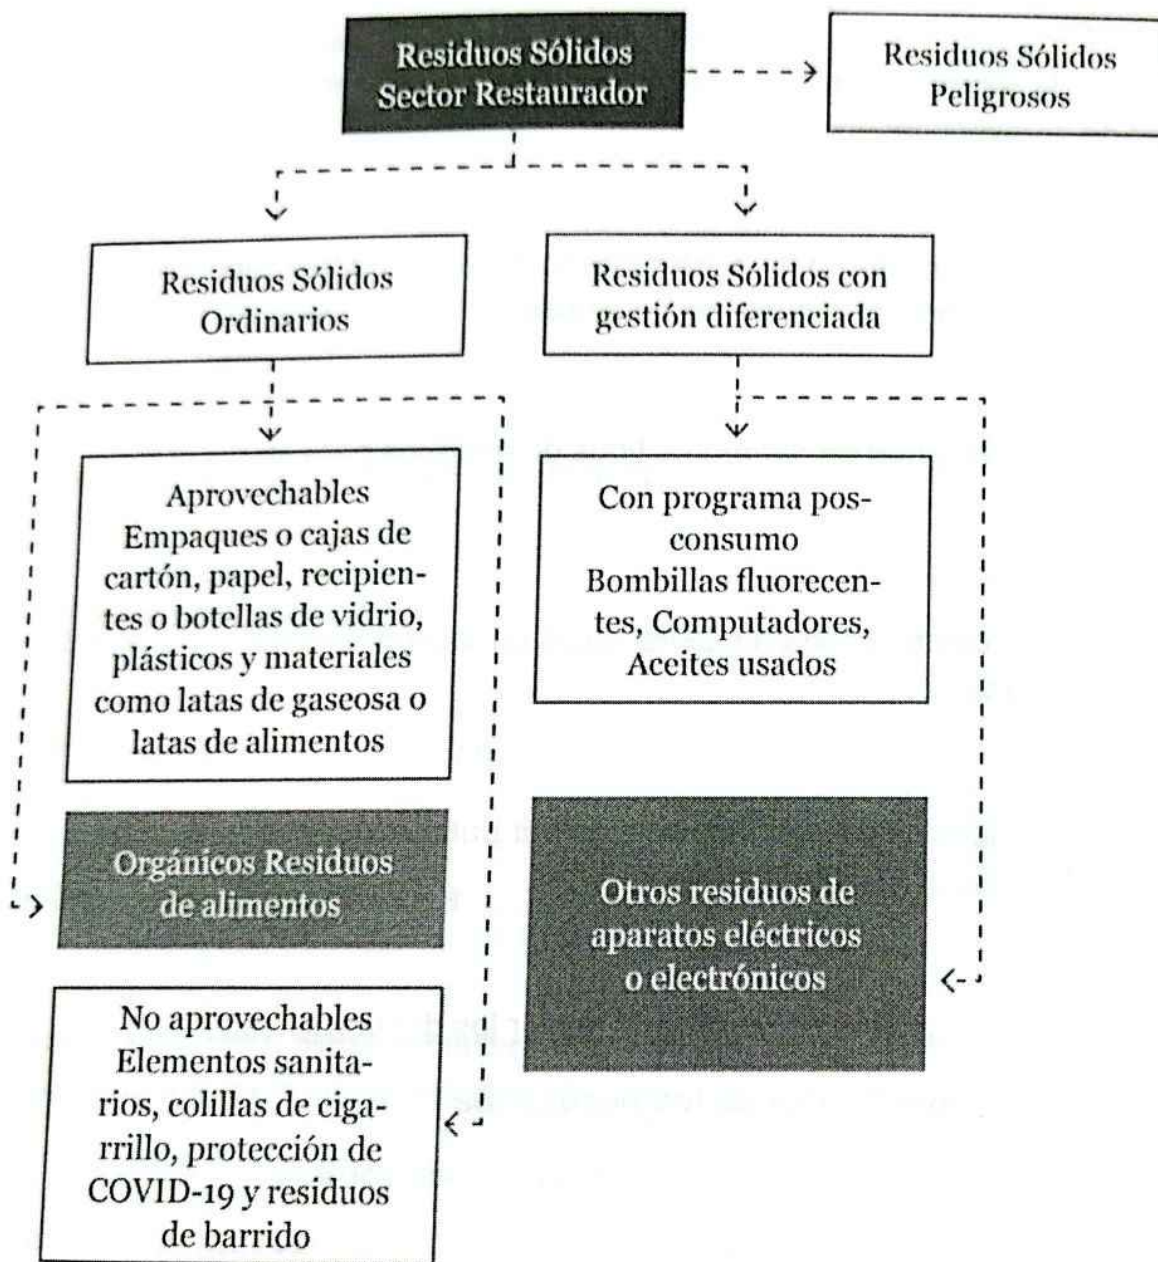 Residuos Sólidos
Sector Restaurador
Residuos Sólidos
Peligrosos
Residuos Sólidos
Ordinarios
Residuos Sólidos con
gestión diferenciada
Aprovechables
Empaques o cajas de
cartón, papel, recipien-
tes o botellas de vidrio,
plásticos y materiales
como latas de gaseosa o
latas de alimentos
Con programa pos-
consumo
Bombillas fluorecen-
tes, Computadores,
Aceites usados
Orgánicos Residuos
de alimentos
Otros residuos de
aparatos eléctricos
o electrónicos
No aprovechables
Elementos sanita-
rios, colillas de ciga-
rrillo, protección de
COVID-19 y residuos
de barrido